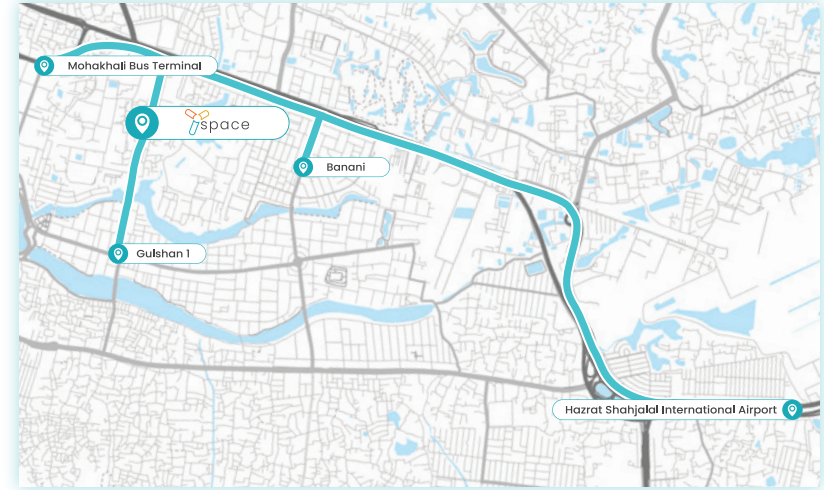 Mohakhali Bus Terminal
space
Banani
Gulshan 1
Hazrat Shahjalal International Airport